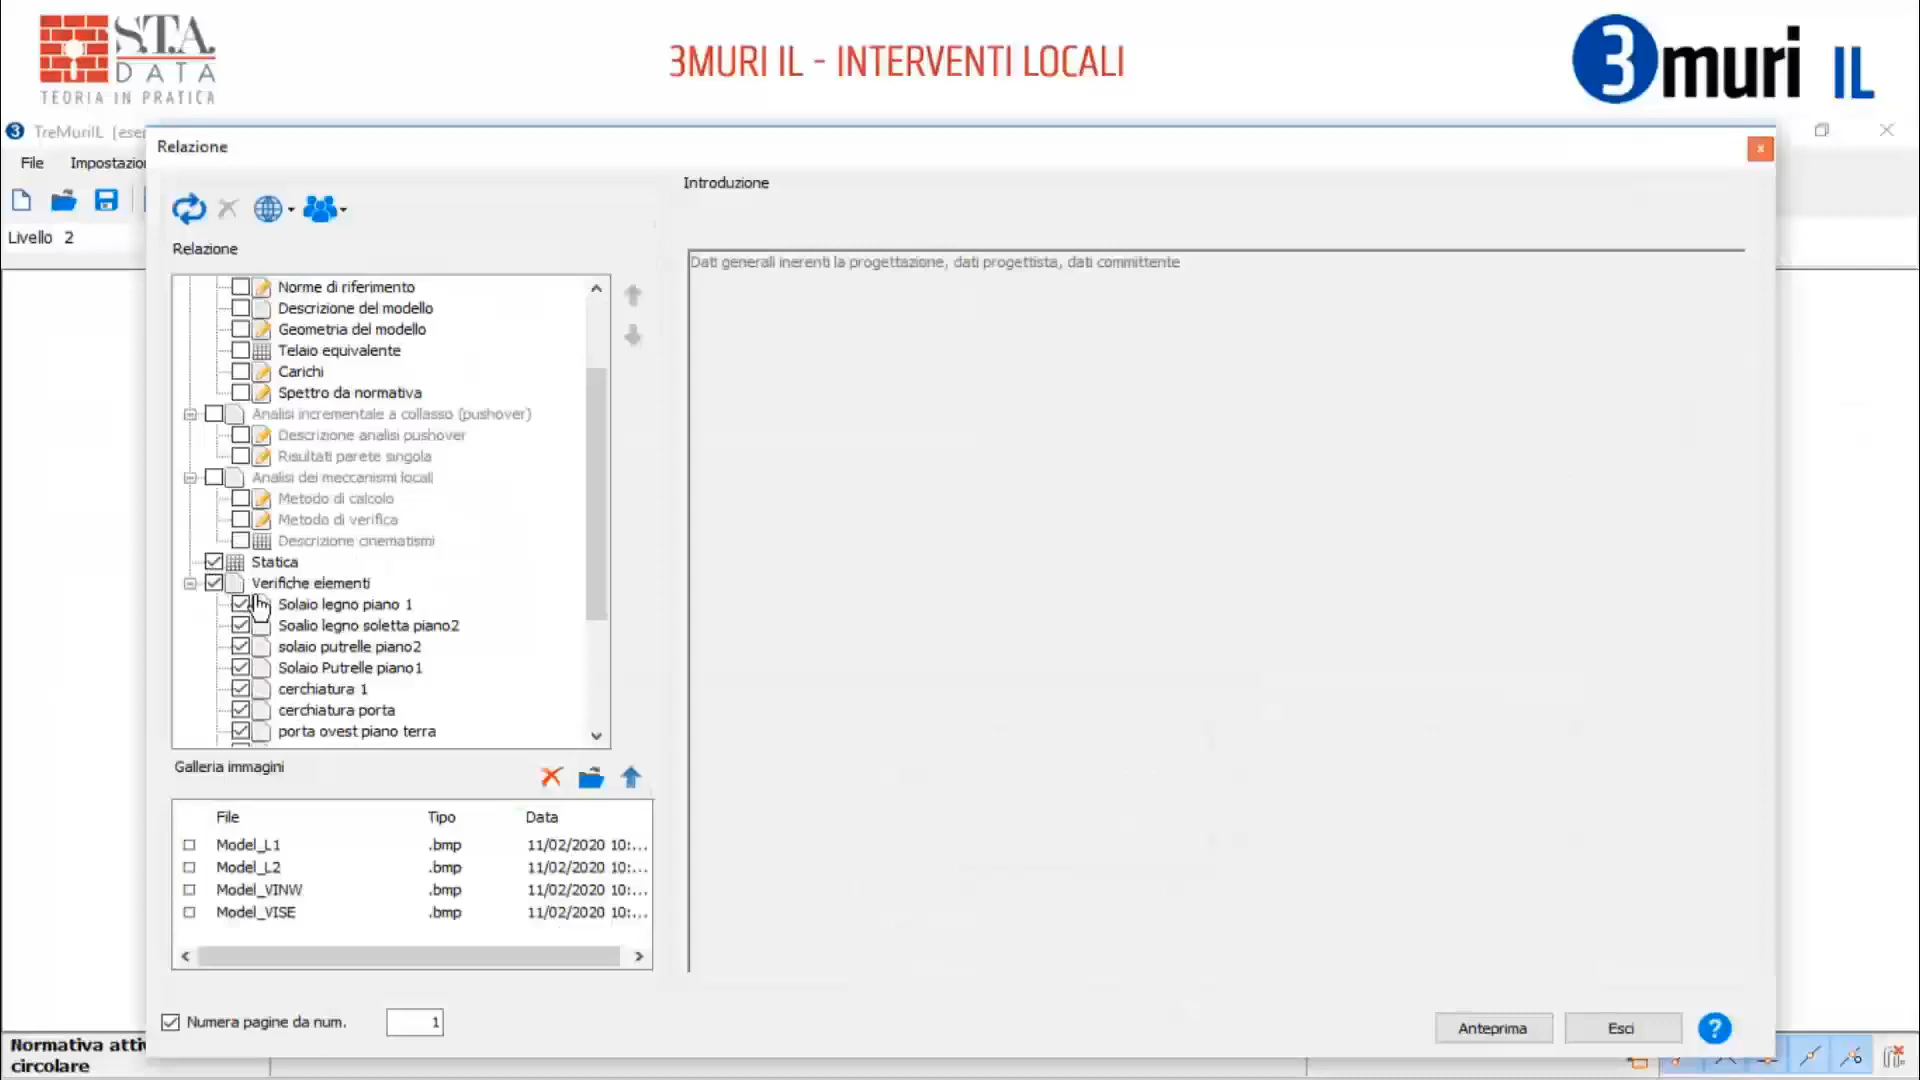 S.T.A.
DATA
TEORIA IN PRATICA
3MURI IL - INTERVENTI LOCALI
3muri IL
3 TreMuriIL (eser
Relazione
x
File Impostazio
Introduzione
Livello 2
Relazione
Dati generali inerenti la progettazione, dati progettista, dati committente
Norme di riferimento
Descrizione del modello
Geometria del modello
Telaio equivalente
Carichi
Spettro da normativa
Analisi incrementale a collasso (pushover)
Descrizione analisi pushover
Risultati parete singola
Analisi dei meccanismi locali
Metodo di calcolo
Metodo di verifica
Descrizione cinematismi
Statica
Verifiche elementi
Solaio legno piano 1
Soalio legno soletta piano2
solaio putrelle piano2
Solaio Putrelle piano1
cerchiatura 1
cerchiatura porta
porta ovest piano terra
Galleria immagini
File Tipo Data
Model_L1 .bmp 11/02/2020 10:...
Model_L2 .bmp 11/02/2020 10:...
Model_VINW .bmp 11/02/2020 10:...
Model_VISE .bmp 11/02/2020 10:...
Numera pagine da num. 1
Anteprima Esci ?
Normativa atti
circolare